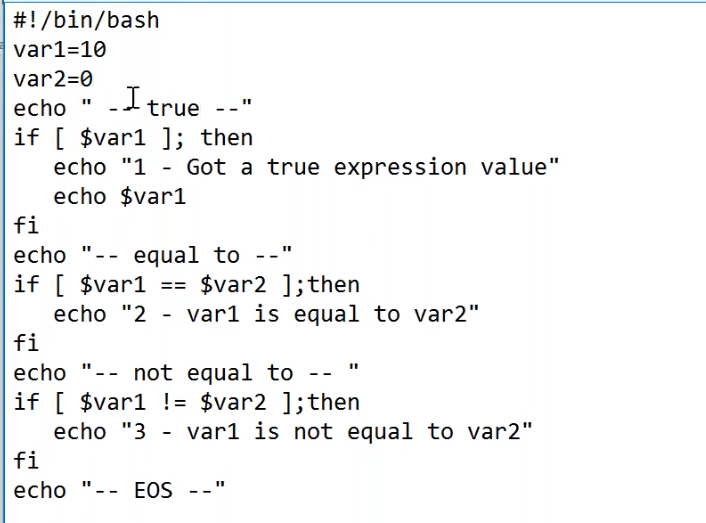 #!/bin/bash
var1=10
var2=0
echo " -- true --"
if [ $var1 ]; then
   echo "1 - Got a true expression value"
   echo $var1
fi
echo "-- equal to --"
if [ $var1 == $var2 ];then
   echo "2 - var1 is equal to var2"
fi
echo "-- not equal to -- "
if [ $var1 != $var2 ];then
   echo "3 - var1 is not equal to var2"
fi
echo "-- EOS --"